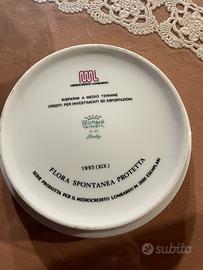 MEDIOCREDITO LOMBARDO
RISPARMI A MEDIO TERMINE
CREDITI PER INVESTIMENTI ED ESPORTAZIONI
Italy
1995 (XIX)
FLORA SPONTANEA PROTETTA
SERIE PRODOTTA PER IL MEDIOCREDITO LOMBARDO IN 2000 ESEMPLARI
subito